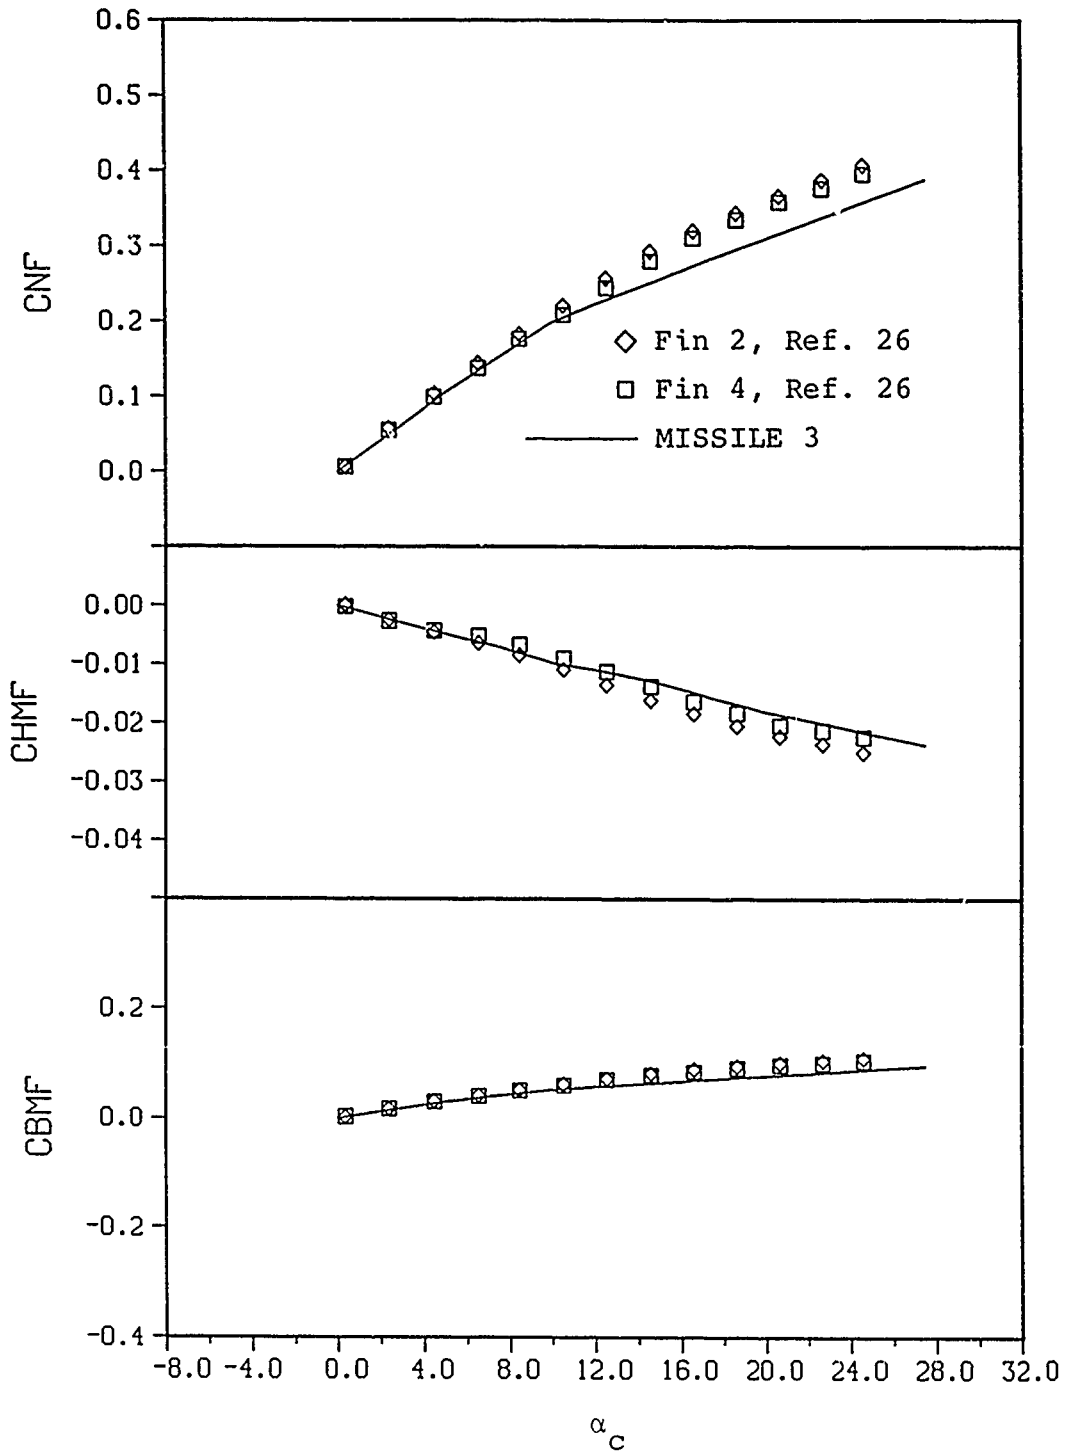 0.6
0.5
0.4
0.3
0.2
0.1
0.0
CNF
Fin 2, Ref. 26
Fin 4, Ref. 26
MISSILE 3
0.00
-0.01
-0.02
-0.03
-0.04
CHMF
0.2
0.0
-0.2
-0.4
CBMF
-8.0 -4.0 0.0 4.0 8.0 12.0 16.0 20.0 24.0 28.0 32.0
αc